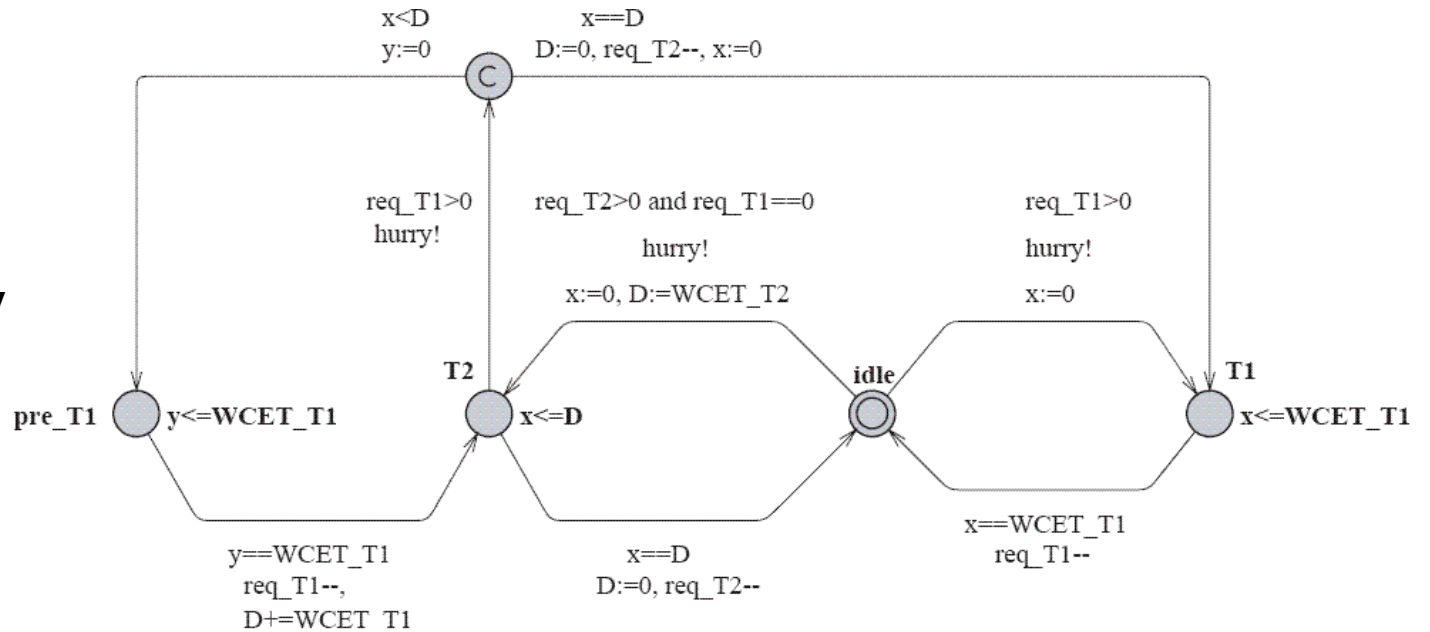 x<D
y:=0
x==D
D:=0, req_T2--, x:=0
C
req_T1>0
hurry!
req_T2>0 and req_T1==0
hurry!
x:=0, D:=WCET_T2
req_T1>0
hurry!
x:=0
pre_T1
y<=WCET_T1
T2
x<=D
idle
T1
x<=WCET_T1
y==WCET_T1
req_T1--,
D+=WCET_T1
x==D
D:=0, req_T2--
x==WCET_T1
req_T1--